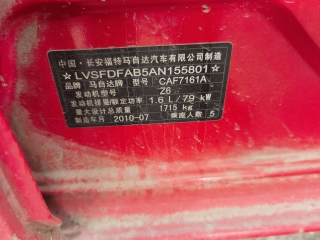 中国·长安福特马自达汽车有限公司制造
☆LVSFDFAB5AN155801☆
品牌 马自达牌 型号 CAF7161A
发动机型号 Z6
发动机排量/额定功率 1.6 L/79 kW
最大设计总质量 1715 kg
制造年月 2010-07 乘座人数 5